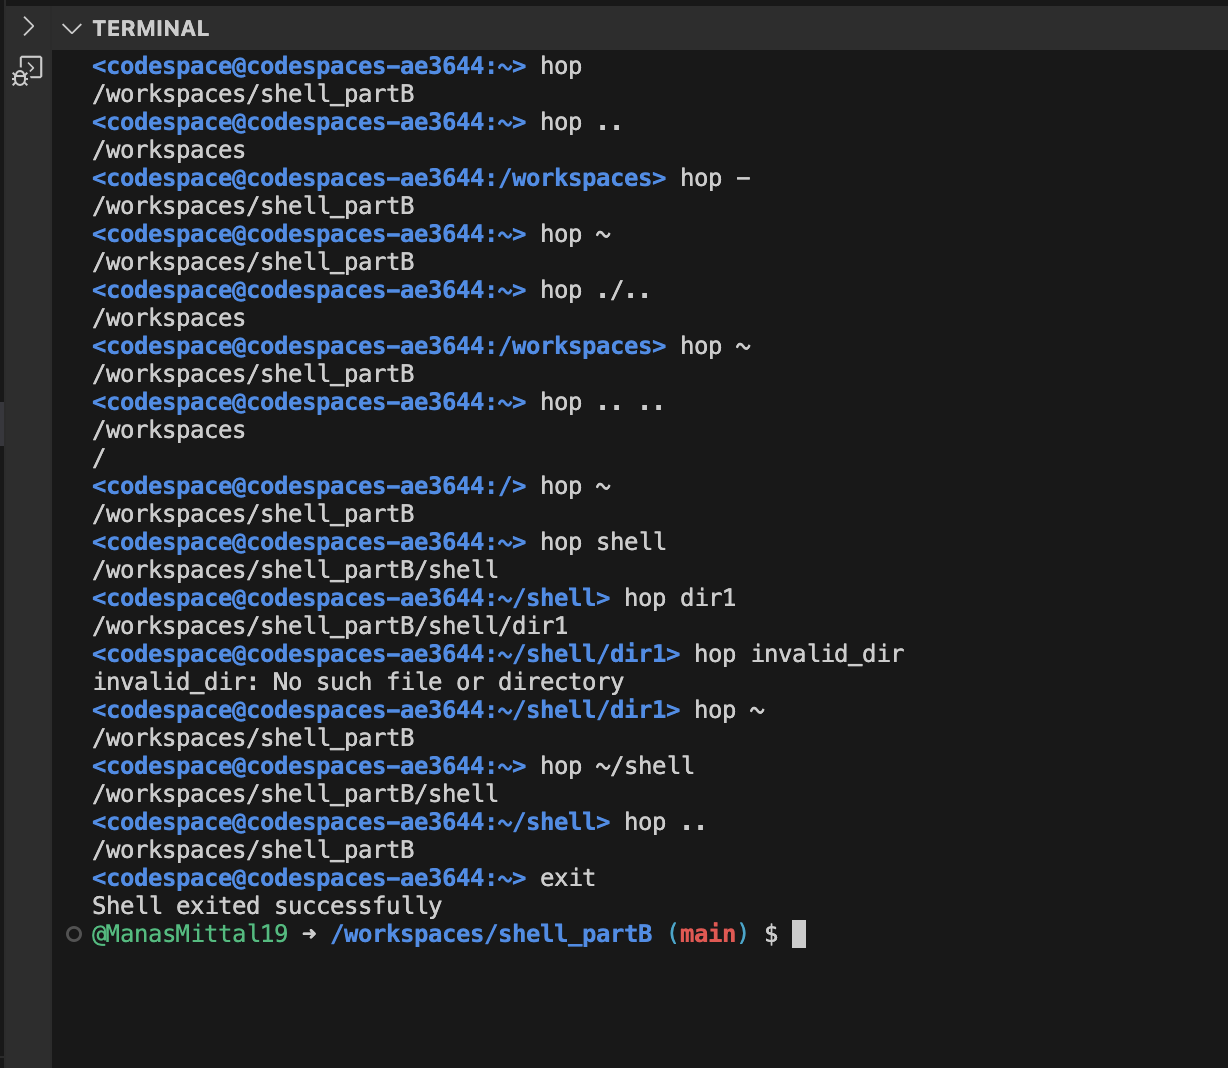 TERMINAL
<codespace@codespaces-ae3644:~> hop
/workspaces/shell_partB
<codespace@codespaces-ae3644:~> hop ..
/workspaces
<codespace@codespaces-ae3644:/workspaces> hop -
/workspaces/shell_partB
<codespace@codespaces-ae3644:~> hop ~
/workspaces/shell_partB
<codespace@codespaces-ae3644:~> hop ./..
/workspaces
<codespace@codespaces-ae3644:/workspaces> hop ~
/workspaces/shell_partB
<codespace@codespaces-ae3644:~> hop .. ..
/workspaces
/
<codespace@codespaces-ae3644:/> hop ~
/workspaces/shell_partB
<codespace@codespaces-ae3644:~> hop shell
/workspaces/shell_partB/shell
<codespace@codespaces-ae3644:~/shell> hop dir1
/workspaces/shell_partB/shell/dir1
<codespace@codespaces-ae3644:~/shell/dir1> hop invalid_dir
invalid_dir: No such file or directory
<codespace@codespaces-ae3644:~/shell/dir1> hop ~
/workspaces/shell_partB
<codespace@codespaces-ae3644:~> hop ~/shell
/workspaces/shell_partB/shell
<codespace@codespaces-ae3644:~/shell> hop ..
/workspaces/shell_partB
<codespace@codespaces-ae3644:~> exit
Shell exited successfully
@ManasMittal19 → /workspaces/shell_partB (main) $